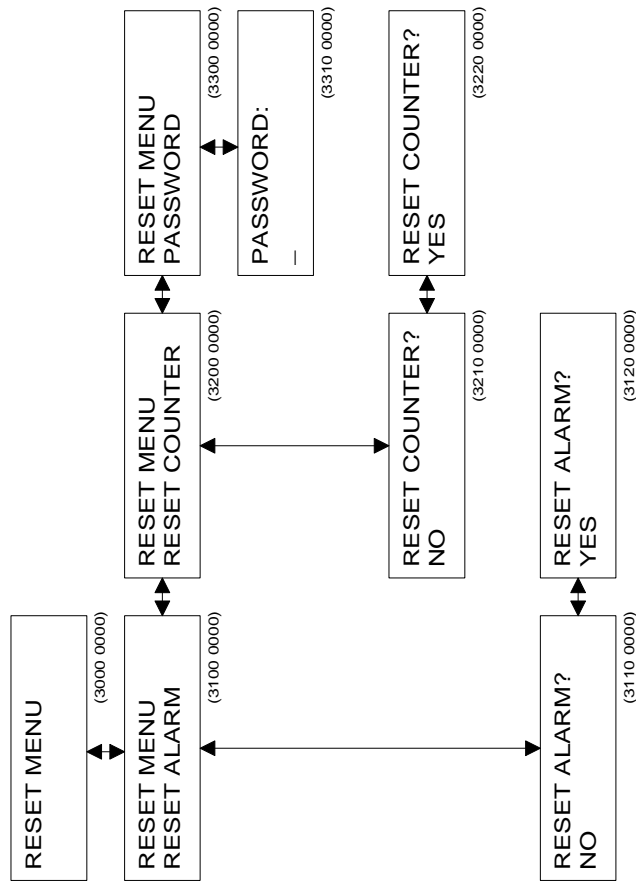 RESET MENU
(3000 0000)
RESET MENU
RESET ALARM
(3100 0000)
RESET MENU
RESET COUNTER
(3200 0000)
RESET MENU
PASSWORD
(3300 0000)
PASSWORD:
_
(3310 0000)
RESET COUNTER?
NO
(3210 0000)
RESET COUNTER?
YES
(3220 0000)
RESET ALARM?
NO
(3110 0000)
RESET ALARM?
YES
(3120 0000)